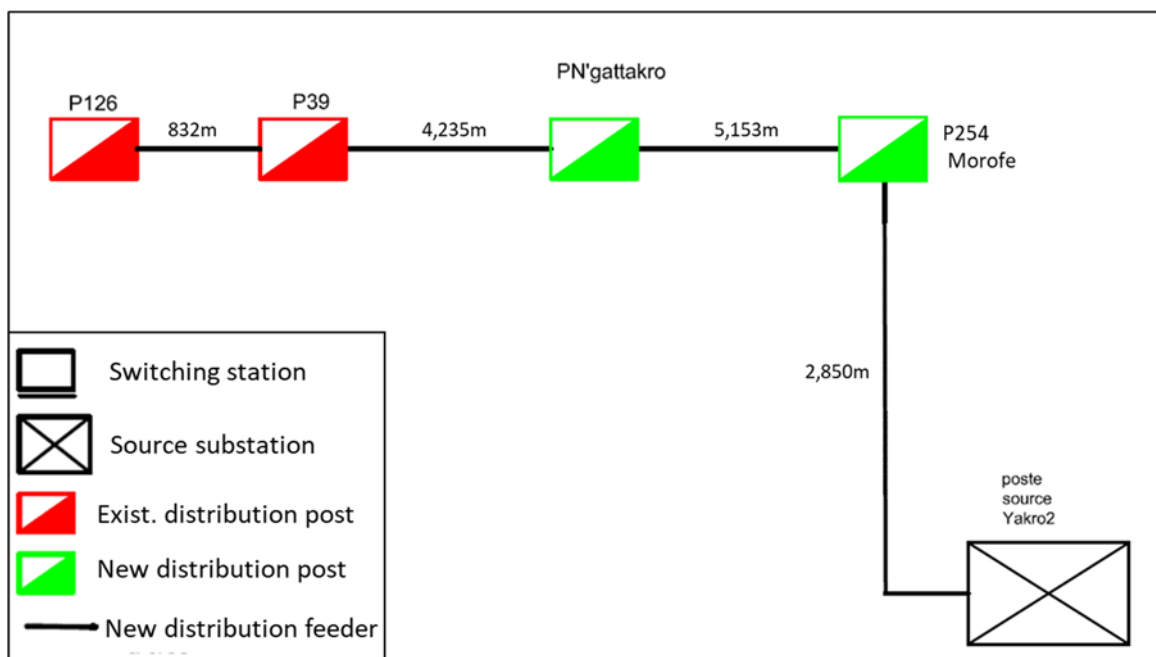 PN'gattakro
P126
P39
832m
4,235m
5,153m
P254
Morofe
2,850m
Switching station
Source substation
Exist. distribution post
New distribution post
New distribution feeder
poste
source
Yakro2